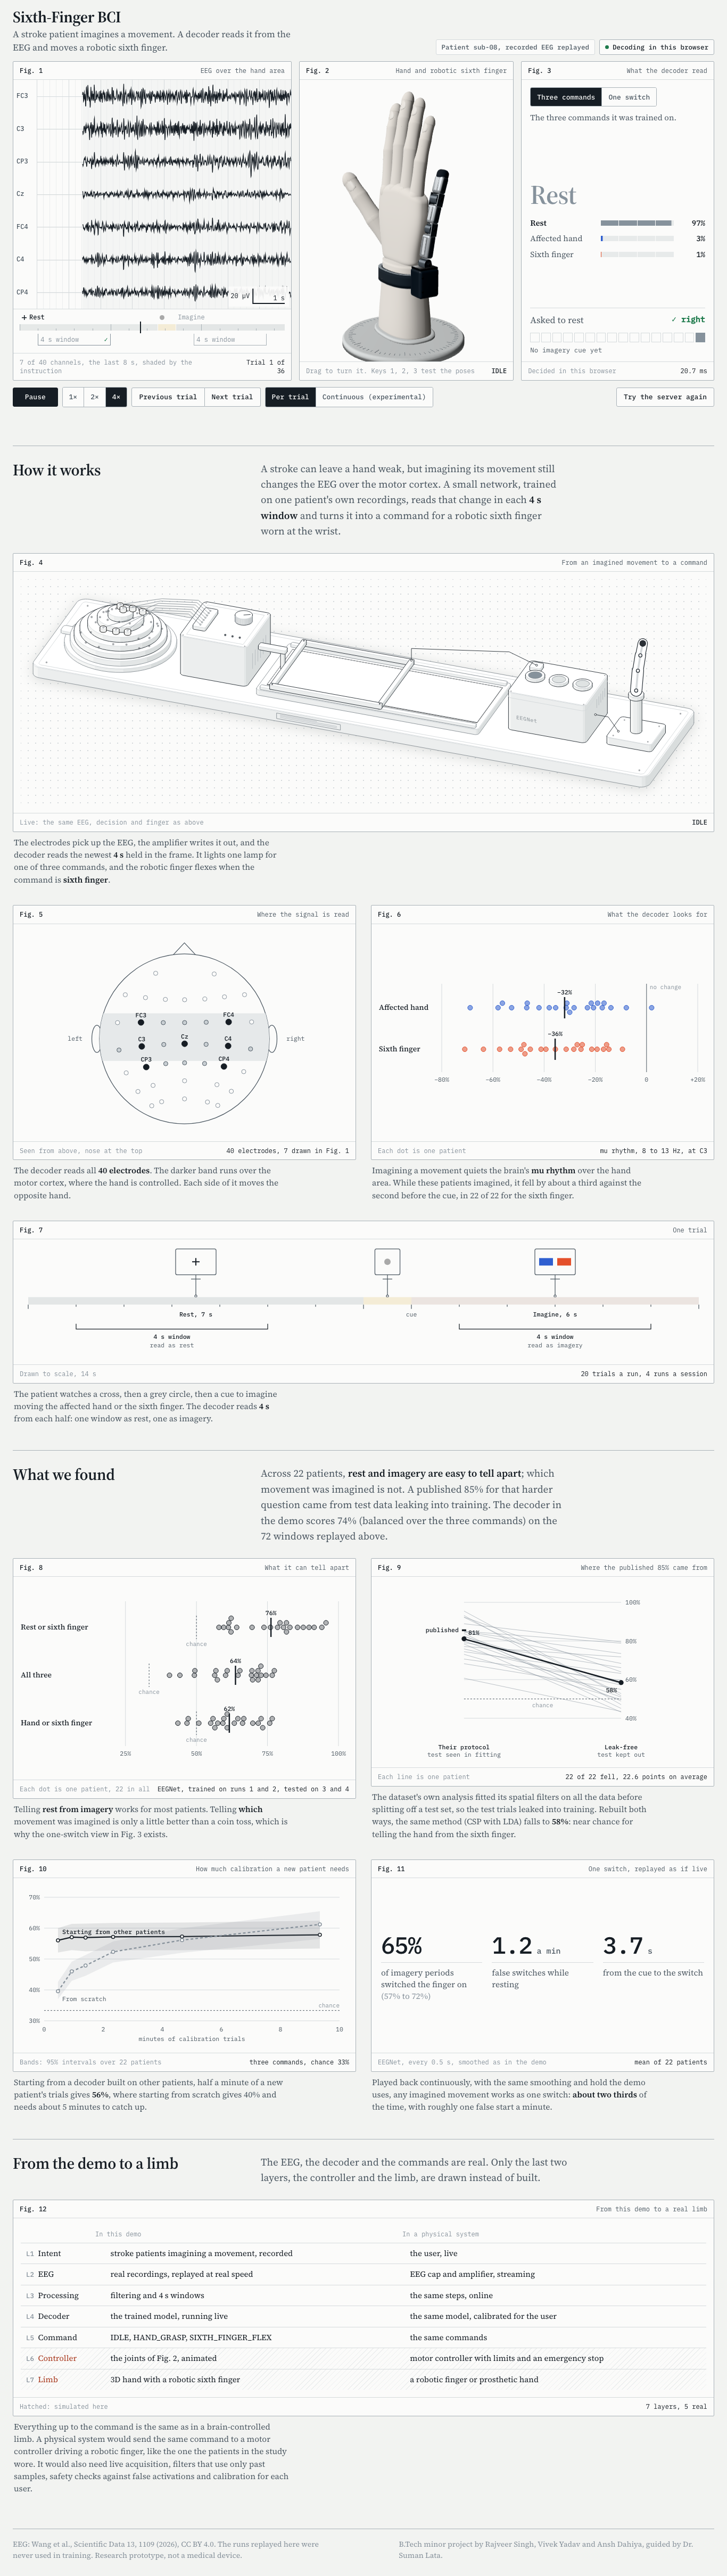 Sixth-Finger BCI
A stroke patient imagines a movement. A decoder reads it from the
EEG and moves a robotic sixth finger.
Patient sub-08, recorded EEG replayed
Decoding in this browser
Fig. 1
EEG over the hand area
FC3
C3
CP3
Cz
FC4
C4
CP4
20 µV
1 s
+ Rest
Imagine
4 s window ✓
4 s window
7 of 40 channels, the last 8 s, shaded by the
instruction
Trial 1 of
36
Fig. 2
Hand and robotic sixth finger
Drag to turn it. Keys 1, 2, 3 test the poses
IDLE
Fig. 3
What the decoder read
Three commands
One switch
The three commands it was trained on.
Rest
Rest 97%
Affected hand 3%
Sixth finger 1%
Asked to rest
✓ right
No imagery cue yet
Decided in this browser
20.7 ms
Pause
1×
2×
4×
Previous trial
Next trial
Per trial
Continuous (experimental)
Try the server again
How it works
A stroke can leave a hand weak, but imagining its movement still
changes the EEG over the motor cortex. A small network, trained
on one patient's own recordings, reads that change in each 4 s
window and turns it into a command for a robotic sixth finger
worn at the wrist.
Fig. 4
From an imagined movement to a command
EEGNet
Live: the same EEG, decision and finger as above
IDLE
The electrodes pick up the EEG, the amplifier writes it out, and the
decoder reads the newest 4 s held in the frame. It lights one lamp for
one of three commands, and the robotic finger flexes when the
command is sixth finger.
Fig. 5
Where the signal is read
left
right
FC3
FC4
C3
Cz
C4
CP3
CP4
Seen from above, nose at the top
40 electrodes, 7 drawn in Fig. 1
The decoder reads all 40 electrodes. The darker band runs over the
motor cortex, where the hand is controlled. Each side of it moves the
opposite hand.
Fig. 6
What the decoder looks for
no change
−32%
Affected hand
−36%
Sixth finger
−80%
−60%
−40%
−20%
0
+20%
Each dot is one patient
mu rhythm, 8 to 13 Hz, at C3
Imagining a movement quiets the brain's mu rhythm over the hand
area. While these patients imagined, it fell by about a third against the
second before the cue, in 22 of 22 for the sixth finger.
Fig. 7
One trial
+
Rest, 7 s
cue
Imagine, 6 s
4 s window
read as rest
4 s window
read as imagery
Drawn to scale, 14 s
20 trials a run, 4 runs a session
The patient watches a cross, then a grey circle, then a cue to imagine
moving the affected hand or the sixth finger. The decoder reads 4 s
from each half: one window as rest, one as imagery.
What we found
Across 22 patients, rest and imagery are easy to tell apart; which
movement was imagined is not. A published 85% for that harder
question came from test data leaking into training. The decoder in
the demo scores 74% (balanced over the three commands) on the
72 windows replayed above.
Fig. 8
What it can tell apart
Rest or sixth finger
76%
chance
All three
64%
chance
Hand or sixth finger
62%
chance
25%
50%
75%
100%
Each dot is one patient, 22 in all
EEGNet, trained on runs 1 and 2, tested on 3 and 4
Telling rest from imagery works for most patients. Telling which
movement was imagined is only a little better than a coin toss, which is
why the one-switch view in Fig. 3 exists.
Fig. 9
Where the published 85% came from
100%
80%
60%
40%
published
81%
58%
chance
Their protocol
test seen in fitting
Leak-free
test kept out
Each line is one patient
22 of 22 fell, 22.6 points on average
The dataset's own analysis fitted its spatial filters on all the data before
splitting off a test set, so the test trials leaked into training. Rebuilt both
ways, the same method (CSP with LDA) falls to 58%: near chance for
telling the hand from the sixth finger.
Fig. 10
How much calibration a new patient needs
70%
60%
50%
40%
30%
Starting from other patients
From scratch
chance
0
2
4
6
8
10
minutes of calibration trials
Bands: 95% intervals over 22 patients
three commands, chance 33%
Starting from a decoder built on other patients, half a minute of a new
patient's trials gives 56%, where starting from scratch gives 40% and
needs about 5 minutes to catch up.
Fig. 11
One switch, replayed as if live
65%
of imagery periods
switched the finger on
(57% to 72%)
1.2 a min
false switches while
resting
3.7 s
from the cue to the switch
EEGNet, every 0.5 s, smoothed as in the demo
mean of 22 patients
Played back continuously, with the same smoothing and hold the demo
uses, any imagined movement works as one switch: about two thirds of
the time, with roughly one false start a minute.
From the demo to a limb
The EEG, the decoder and the commands are real. Only the last two
layers, the controller and the limb, are drawn instead of built.
Fig. 12
From this demo to a real limb
In this demo
In a physical system
L1 Intent stroke patients imagining a movement, recorded the user, live
L2 EEG real recordings, replayed at real speed EEG cap and amplifier, streaming
L3 Processing filtering and 4 s windows the same steps, online
L4 Decoder the trained model, running live the same model, calibrated for the user
L5 Command IDLE, HAND_GRASP, SIXTH_FINGER_FLEX the same commands
L6 Controller the joints of Fig. 2, animated motor controller with limits and an emergency stop
L7 Limb 3D hand with a robotic sixth finger a robotic finger or prosthetic hand
Hatched: simulated here
7 layers, 5 real
Everything up to the command is the same as in a brain-controlled
limb. A physical system would send the same command to a motor
controller driving a robotic finger, like the one the patients in the study
wore. It would also need live acquisition, filters that use only past
samples, safety checks against false activations and calibration for each
user.
EEG: Wang et al., Scientific Data 13, 1109 (2026), CC BY 4.0. The runs replayed here were
never used in training. Research prototype, not a medical device.
B.Tech minor project by Rajveer Singh, Vivek Yadav and Ansh Dahiya, guided by Dr.
Suman Lata.